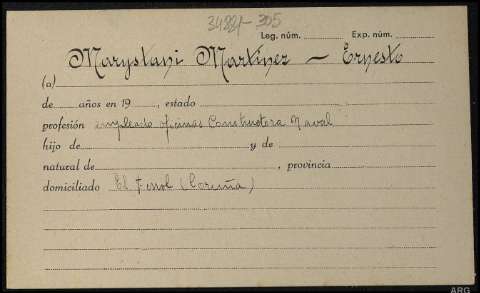 34884-305
Leg. núm. Exp. núm.
Marystani Martínez — Ernesto
(a)
de años en 19 , estado
profesión empleado oficinas Constructora Naval
hijo de y de
natural de , provincia
domiciliado El Ferrol (Coruña)
ARG